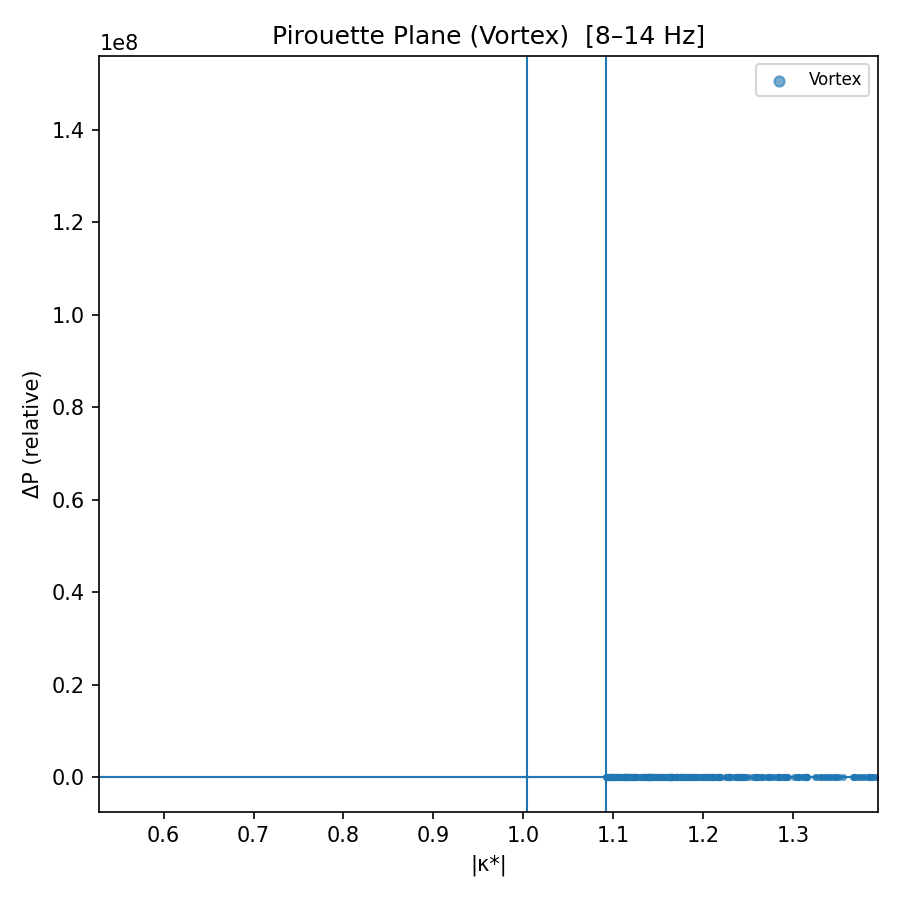 Pirouette Plane (Vortex)  [8–14 Hz]
1e8
Vortex
1.4
1.2
1.0
0.8
0.6
0.4
0.2
0.0
ΔP (relative)
0.6 0.7 0.8 0.9 1.0 1.1 1.2 1.3
|κ*|